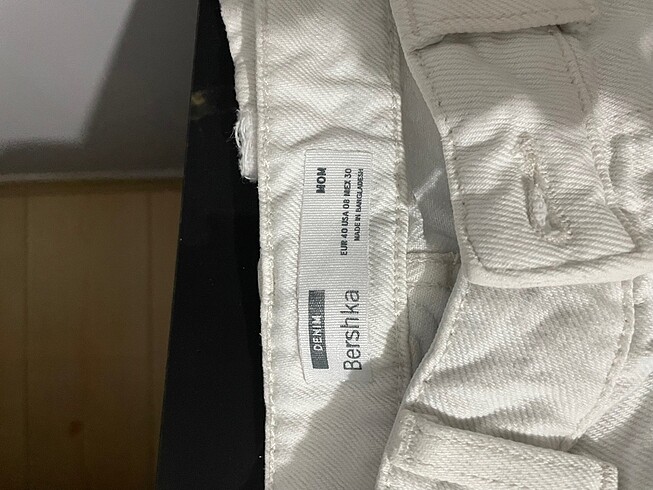 DENIM
MOM
Bershka
EUR 40 USA 08 MEX 30
MADE IN BANGLADESH